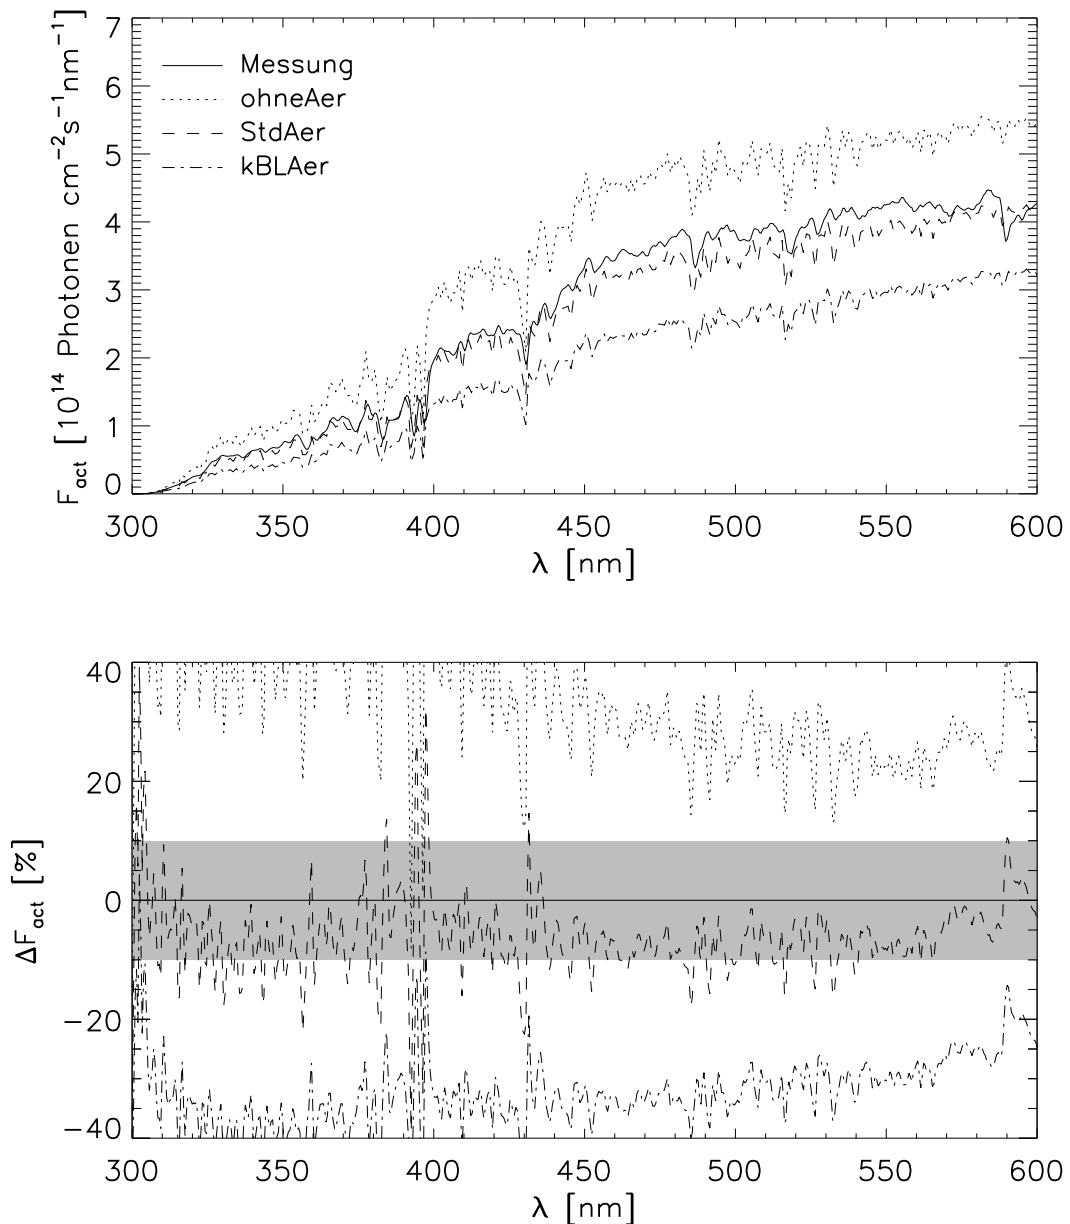 7
6
5
4
3
2
1
0
F_act [10^14 Photonen cm^-2 s^-1 nm^-1]
Messung
ohneAer
StdAer
kBLAer
300 350 400 450 500 550 600
λ [nm]
40
20
0
-20
-40
ΔF_act [%]
300 350 400 450 500 550 600
λ [nm]